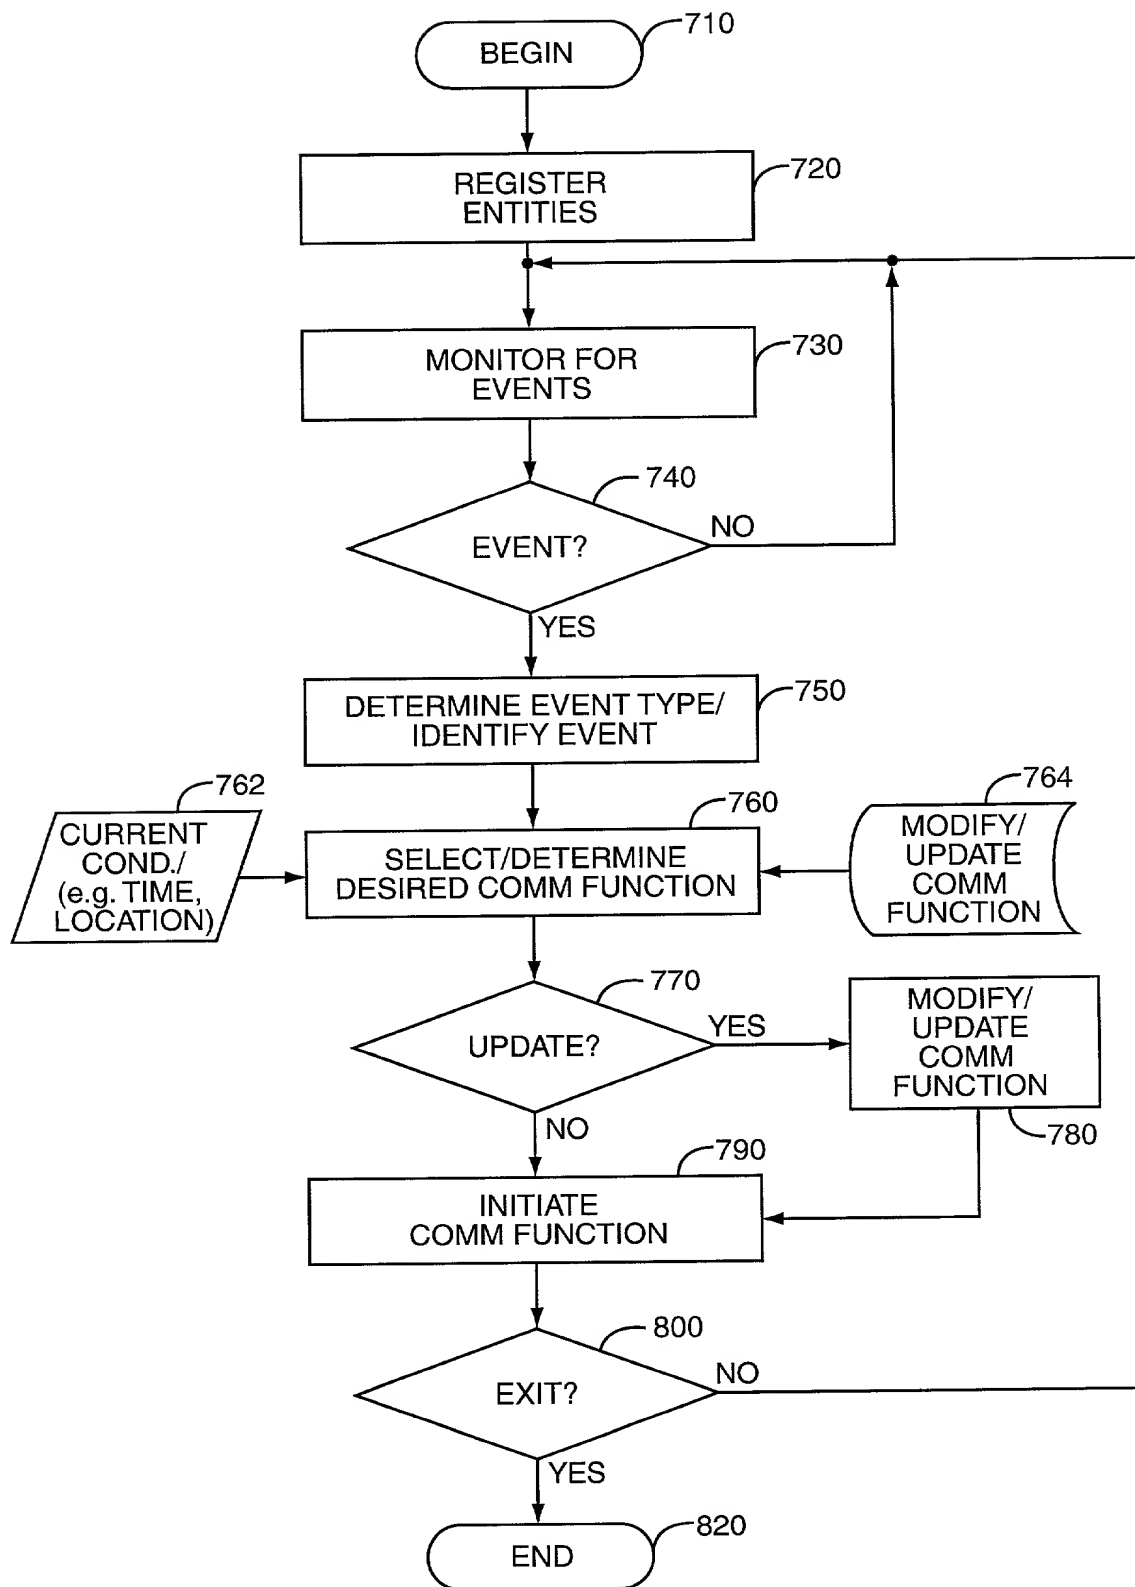 710
BEGIN
720
REGISTER
ENTITIES
730
MONITOR FOR
EVENTS
740
EVENT?
NO
YES
750
DETERMINE EVENT TYPE/
IDENTIFY EVENT
762
CURRENT
COND./
(e.g. TIME,
LOCATION)
760
SELECT/DETERMINE
DESIRED COMM FUNCTION
764
MODIFY/
UPDATE
COMM
FUNCTION
770
UPDATE?
YES
NO
MODIFY/
UPDATE
COMM
FUNCTION
780
790
INITIATE
COMM FUNCTION
800
EXIT?
NO
YES
820
END